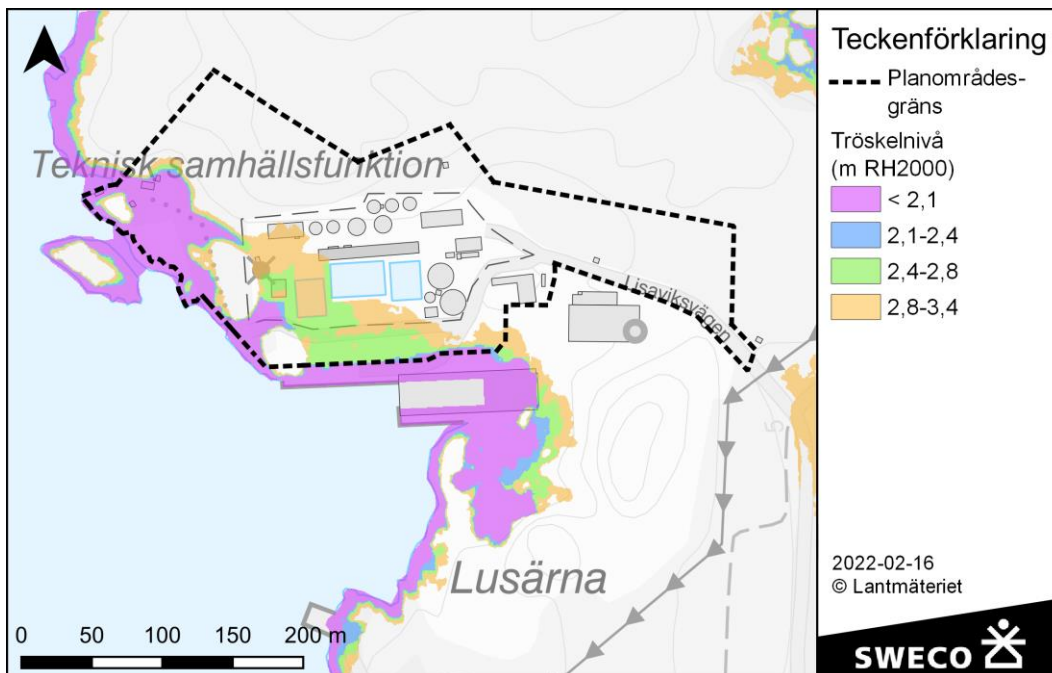 Teknisk samhällsfunktion
Lisaviksvägen
5
Lusärna
0 50 100 150 200 m
Teckenförklaring
Planområdes-
gräns
Tröskelnivå
(m RH2000)
< 2,1
2,1-2,4
2,4-2,8
2,8-3,4
2022-02-16
© Lantmäteriet
SWECO